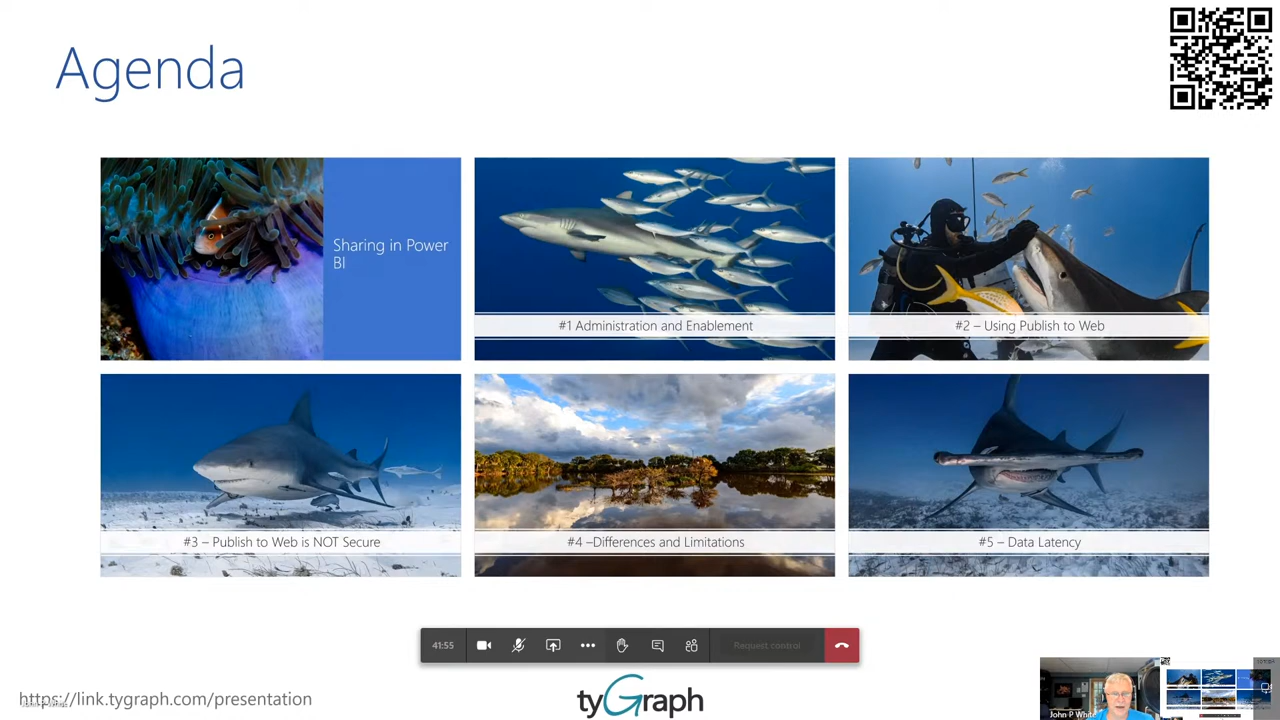 Agenda
Sharing in Power
BI
#1 Administration and Enablement
#2 – Using Publish to Web
#3 – Publish to Web is NOT Secure
#4 –Differences and Limitations
#5 – Data Latency
41:55
Request control
https://link.tygraph.com/presentation
tyGraph
John P White